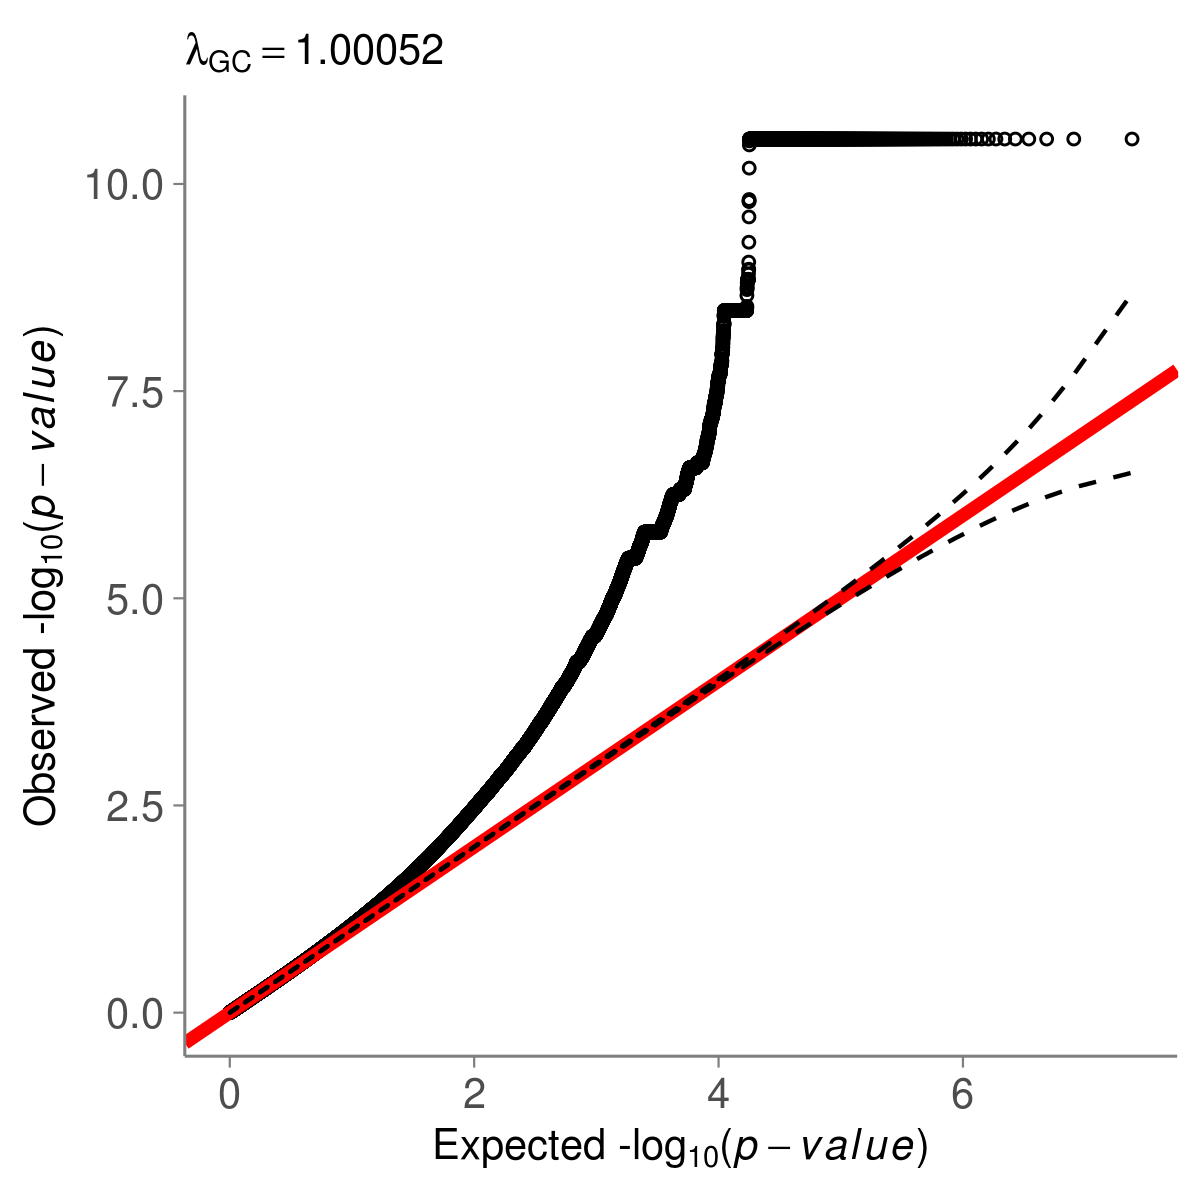 λGC = 1.00052
10.0
7.5
5.0
2.5
0.0
Observed -log10(p − value)
0 2 4 6
Expected -log10(p − value)